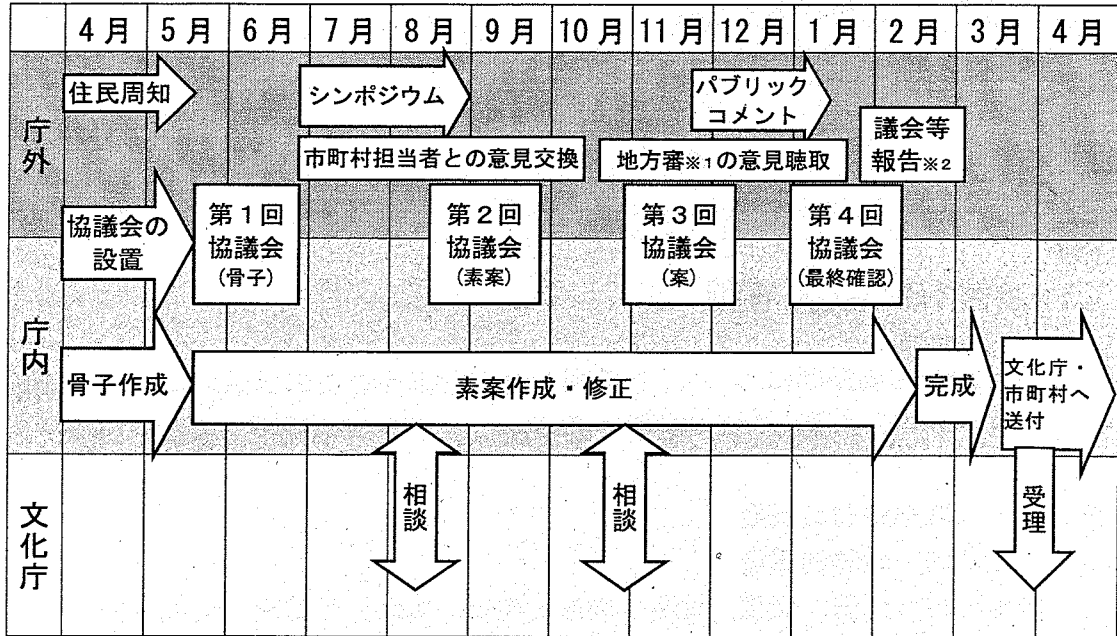 4月 5月 6月 7月 8月 9月 10月 11月 12月 1月 2月 3月 4月
庁外
住民周知
シンポジウム
パブリック
コメント
議会等
報告※2
市町村担当者との意見交換
地方審※1の意見聴取
協議会の
設置
第1回
協議会
(骨子)
第2回
協議会
(素案)
第3回
協議会
(案)
第4回
協議会
(最終確認)
庁内
骨子作成
素案作成・修正
完成
文化庁・
市町村へ
送付
文化庁
相談
相談
受理